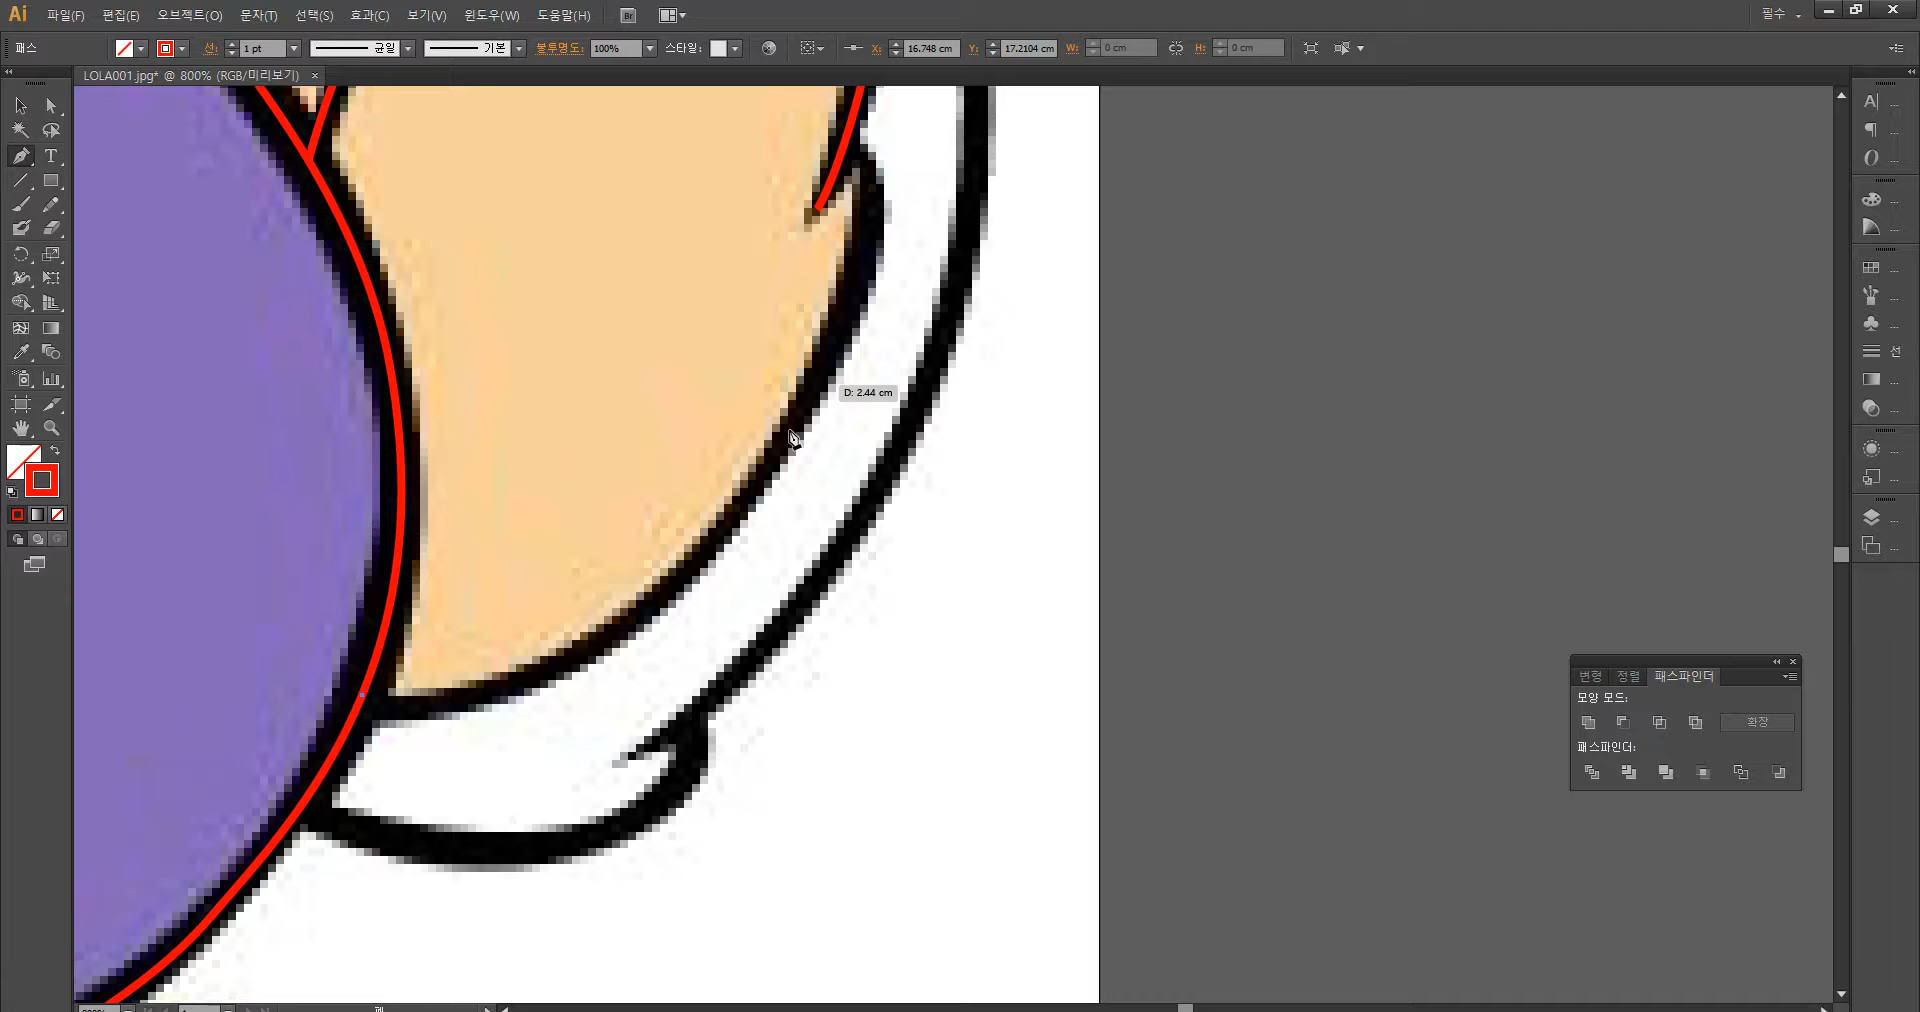 Ai 파일(F) 편집(E) 오브젝트(O) 문자(T) 선택(S) 효과(C) 보기(V) 윈도우(W) 도움말(H) Br 필수
패스 선: 1 pt 균일 기본 불투명도: 100% 스타일: X: 16.748 cm Y: 17.2104 cm W: 0 cm H: 0 cm
LOLA001.jpg* @ 800% (RGB/미리보기) ×
D: 2.44 cm
선
변형 정렬 패스파인더
모양 모드:
확장
패스파인더: